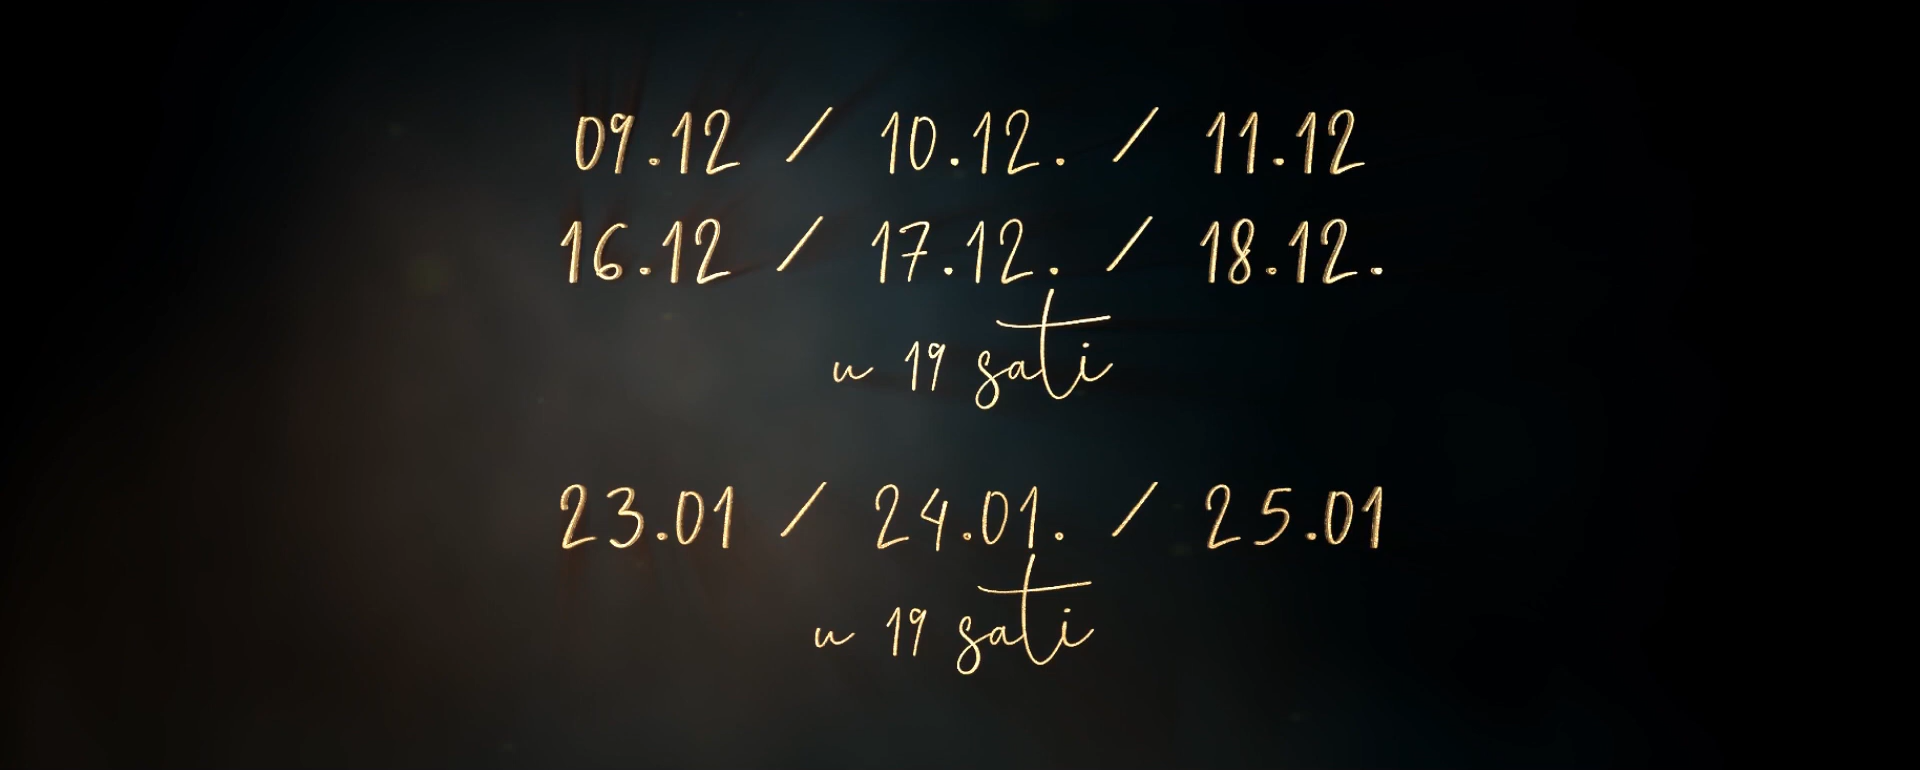 09.12 / 10.12. / 11.12
16.12 / 17.12. / 18.12.
u 19 sati
23.01 / 24.01. / 25.01
u 19 sati